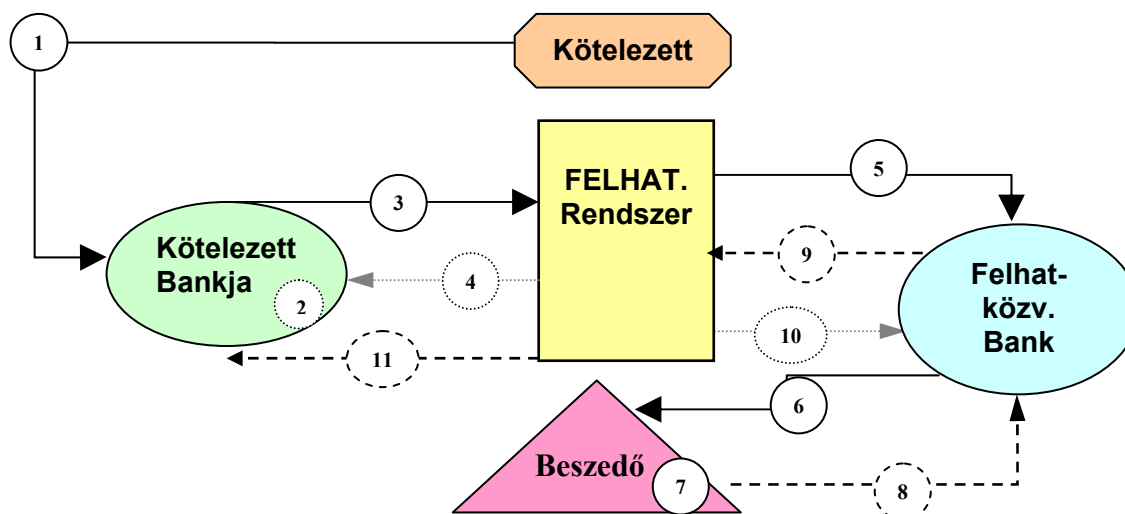 1
Kötelezett
FELHAT.
Rendszer
5
3
Kötelezett
Bankja
2
4
9
Felhat-
közv.
Bank
10
11
6
Beszedő
7
8